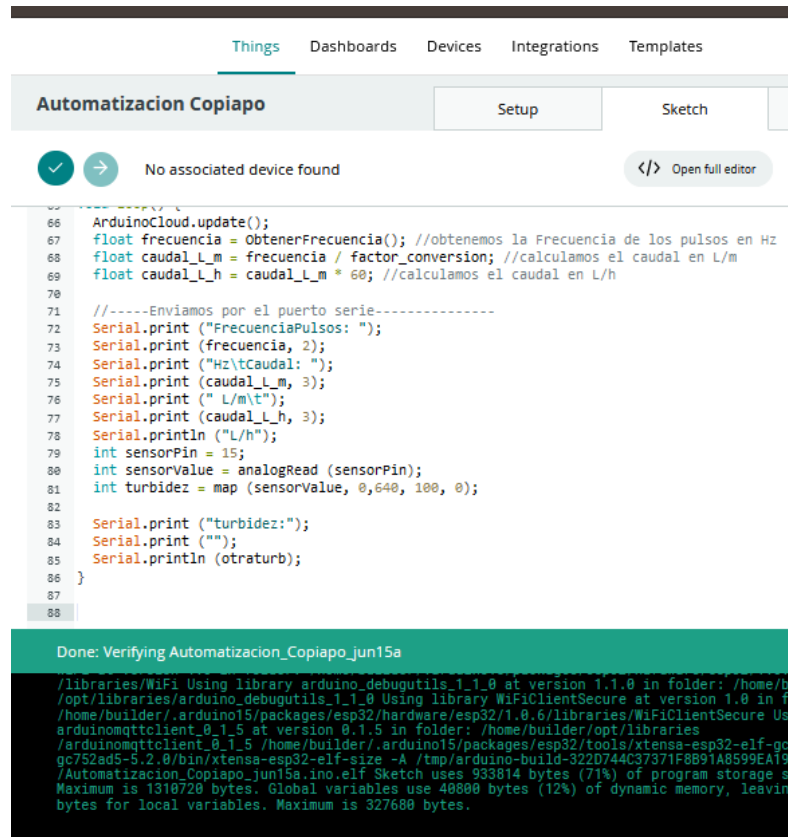 Things Dashboards Devices Integrations Templates
Automatizacion Copiapo
Setup Sketch
No associated device found
</> Open full editor
66 ArduinoCloud.update();
67 float frecuencia = ObtenerFrecuencia(); //obtenemos la Frecuencia de los pulsos en Hz
68 float caudal_L_m = frecuencia / factor_conversion; //calculamos el caudal en L/m
69 float caudal_L_h = caudal_L_m * 60; //calculamos el caudal en L/h
70
71 //-----Enviamos por el puerto serie---------------
72 Serial.print ("FrecuenciaPulsos: ");
73 Serial.print (frecuencia, 2);
74 Serial.print ("Hz\tCaudal: ");
75 Serial.print (caudal_L_m, 3);
76 Serial.print (" L/m\t");
77 Serial.print (caudal_L_h, 3);
78 Serial.println ("L/h");
79 int sensorPin = 15;
80 int sensorValue = analogRead (sensorPin);
81 int turbidez = map (sensorValue, 0,640, 100, 0);
82
83 Serial.print ("turbidez:");
84 Serial.print ("");
85 Serial.println (otraturb);
86 }
87
88
Done: Verifying Automatizacion_Copiapo_jun15a
/libraries/WiFi Using library arduino_debugutils_1_1_0 at version 1.1.0 in folder: /home/b
/opt/libraries/arduino_debugutils_1_1_0 Using library WiFiClientSecure at version 1.0 in f
/home/builder/.arduino15/packages/esp32/hardware/esp32/1.0.6/libraries/WiFiClientSecure Us
arduinomqttclient_0_1_5 at version 0.1.5 in folder: /home/builder/opt/libraries
/arduinomqttclient_0_1_5 /home/builder/.arduino15/packages/esp32/tools/xtensa-esp32-elf-gc
gc752ad5-5.2.0/bin/xtensa-esp32-elf-size -A /tmp/arduino-build-322D744C37371F8B91A8599EA19
/Automatizacion_Copiapo_jun15a.ino.elf Sketch uses 933814 bytes (71%) of program storage s
Maximum is 1310720 bytes. Global variables use 40800 bytes (12%) of dynamic memory, leavin
bytes for local variables. Maximum is 327680 bytes.